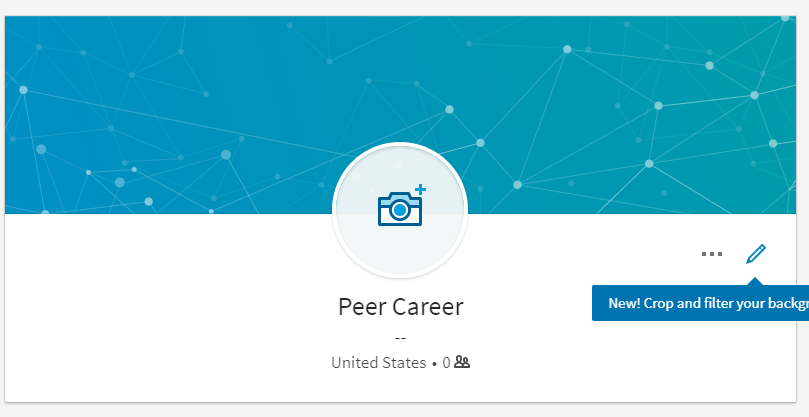 New! Crop and filter your backgr
Peer Career
--
United States • 0